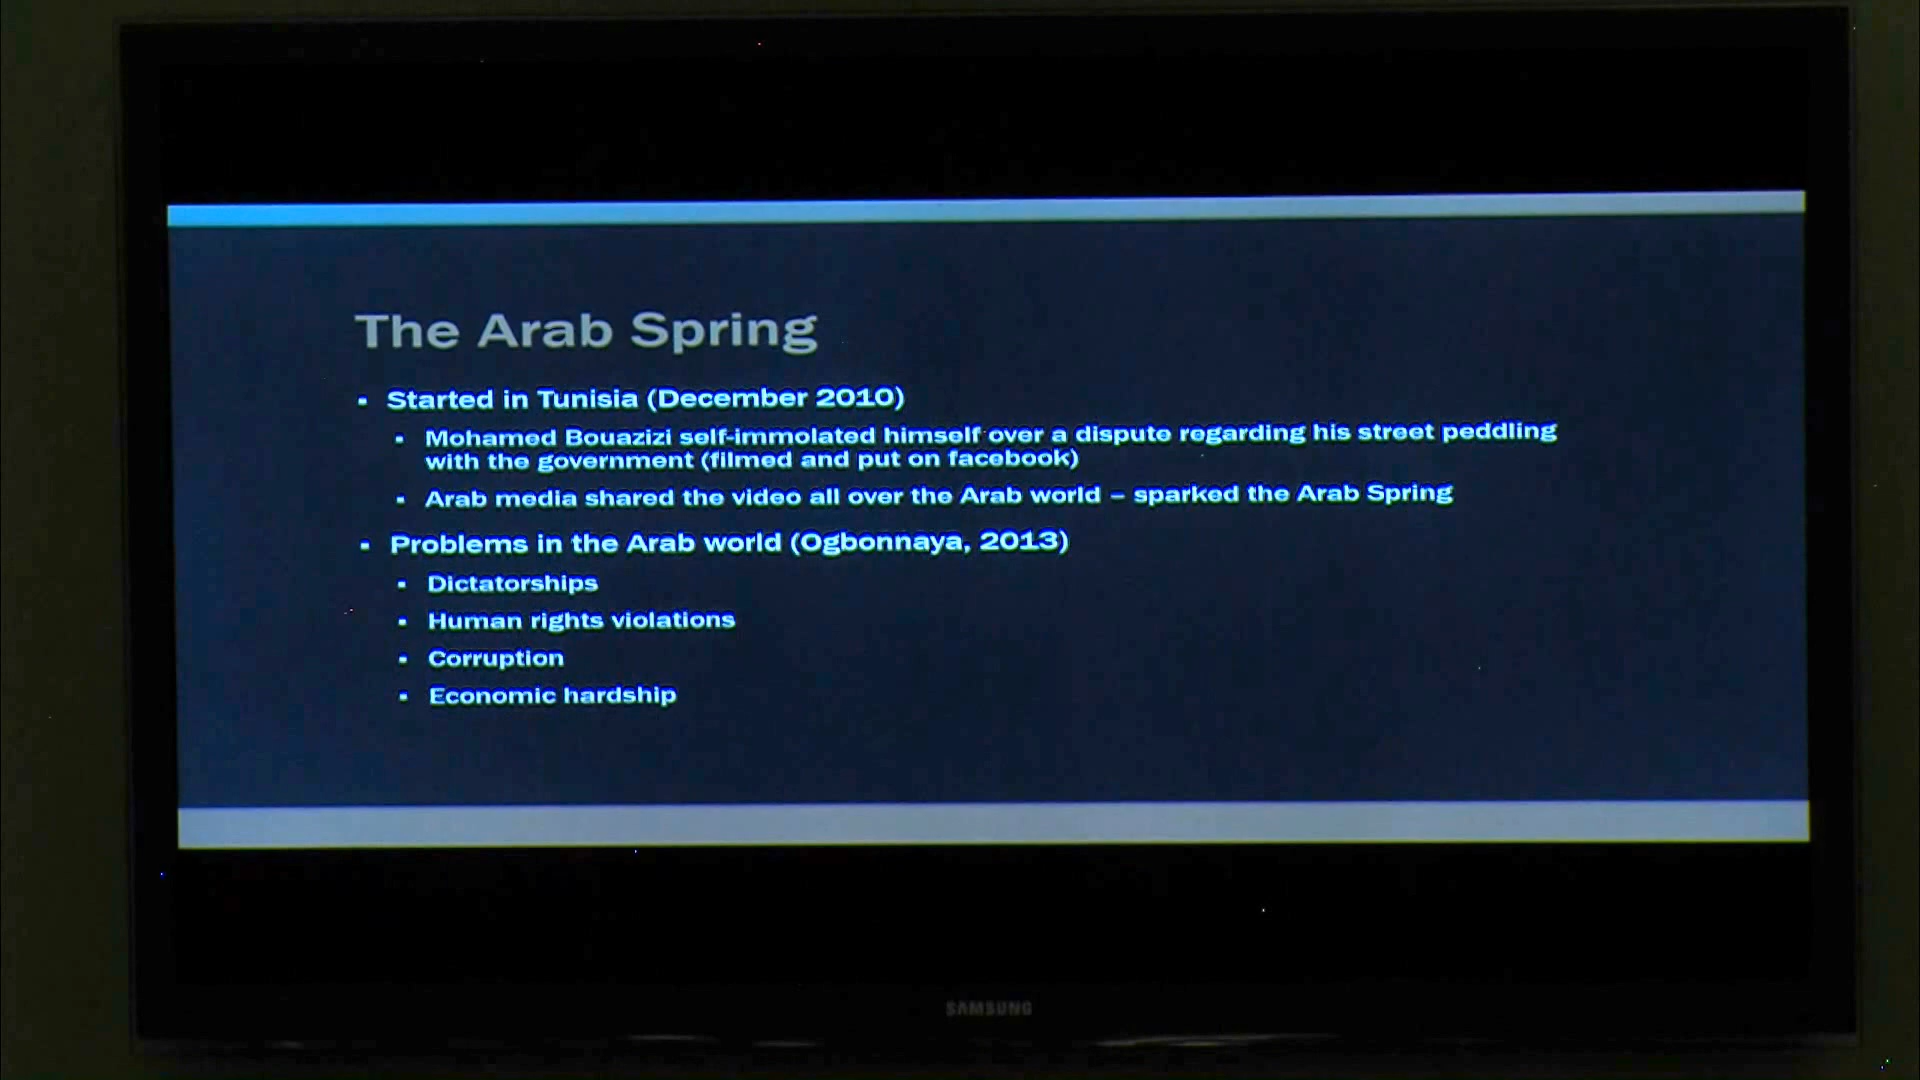 The Arab Spring
▪ Started in Tunisia (December 2010)
▪ Mohamed Bouazizi self-immolated himself over a dispute regarding his street peddling
with the government (filmed and put on facebook)
▪ Arab media shared the video all over the Arab world – sparked the Arab Spring
▪ Problems in the Arab world (Ogbonnaya, 2013)
▪ Dictatorships
▪ Human rights violations
▪ Corruption
▪ Economic hardship
SAMSUNG